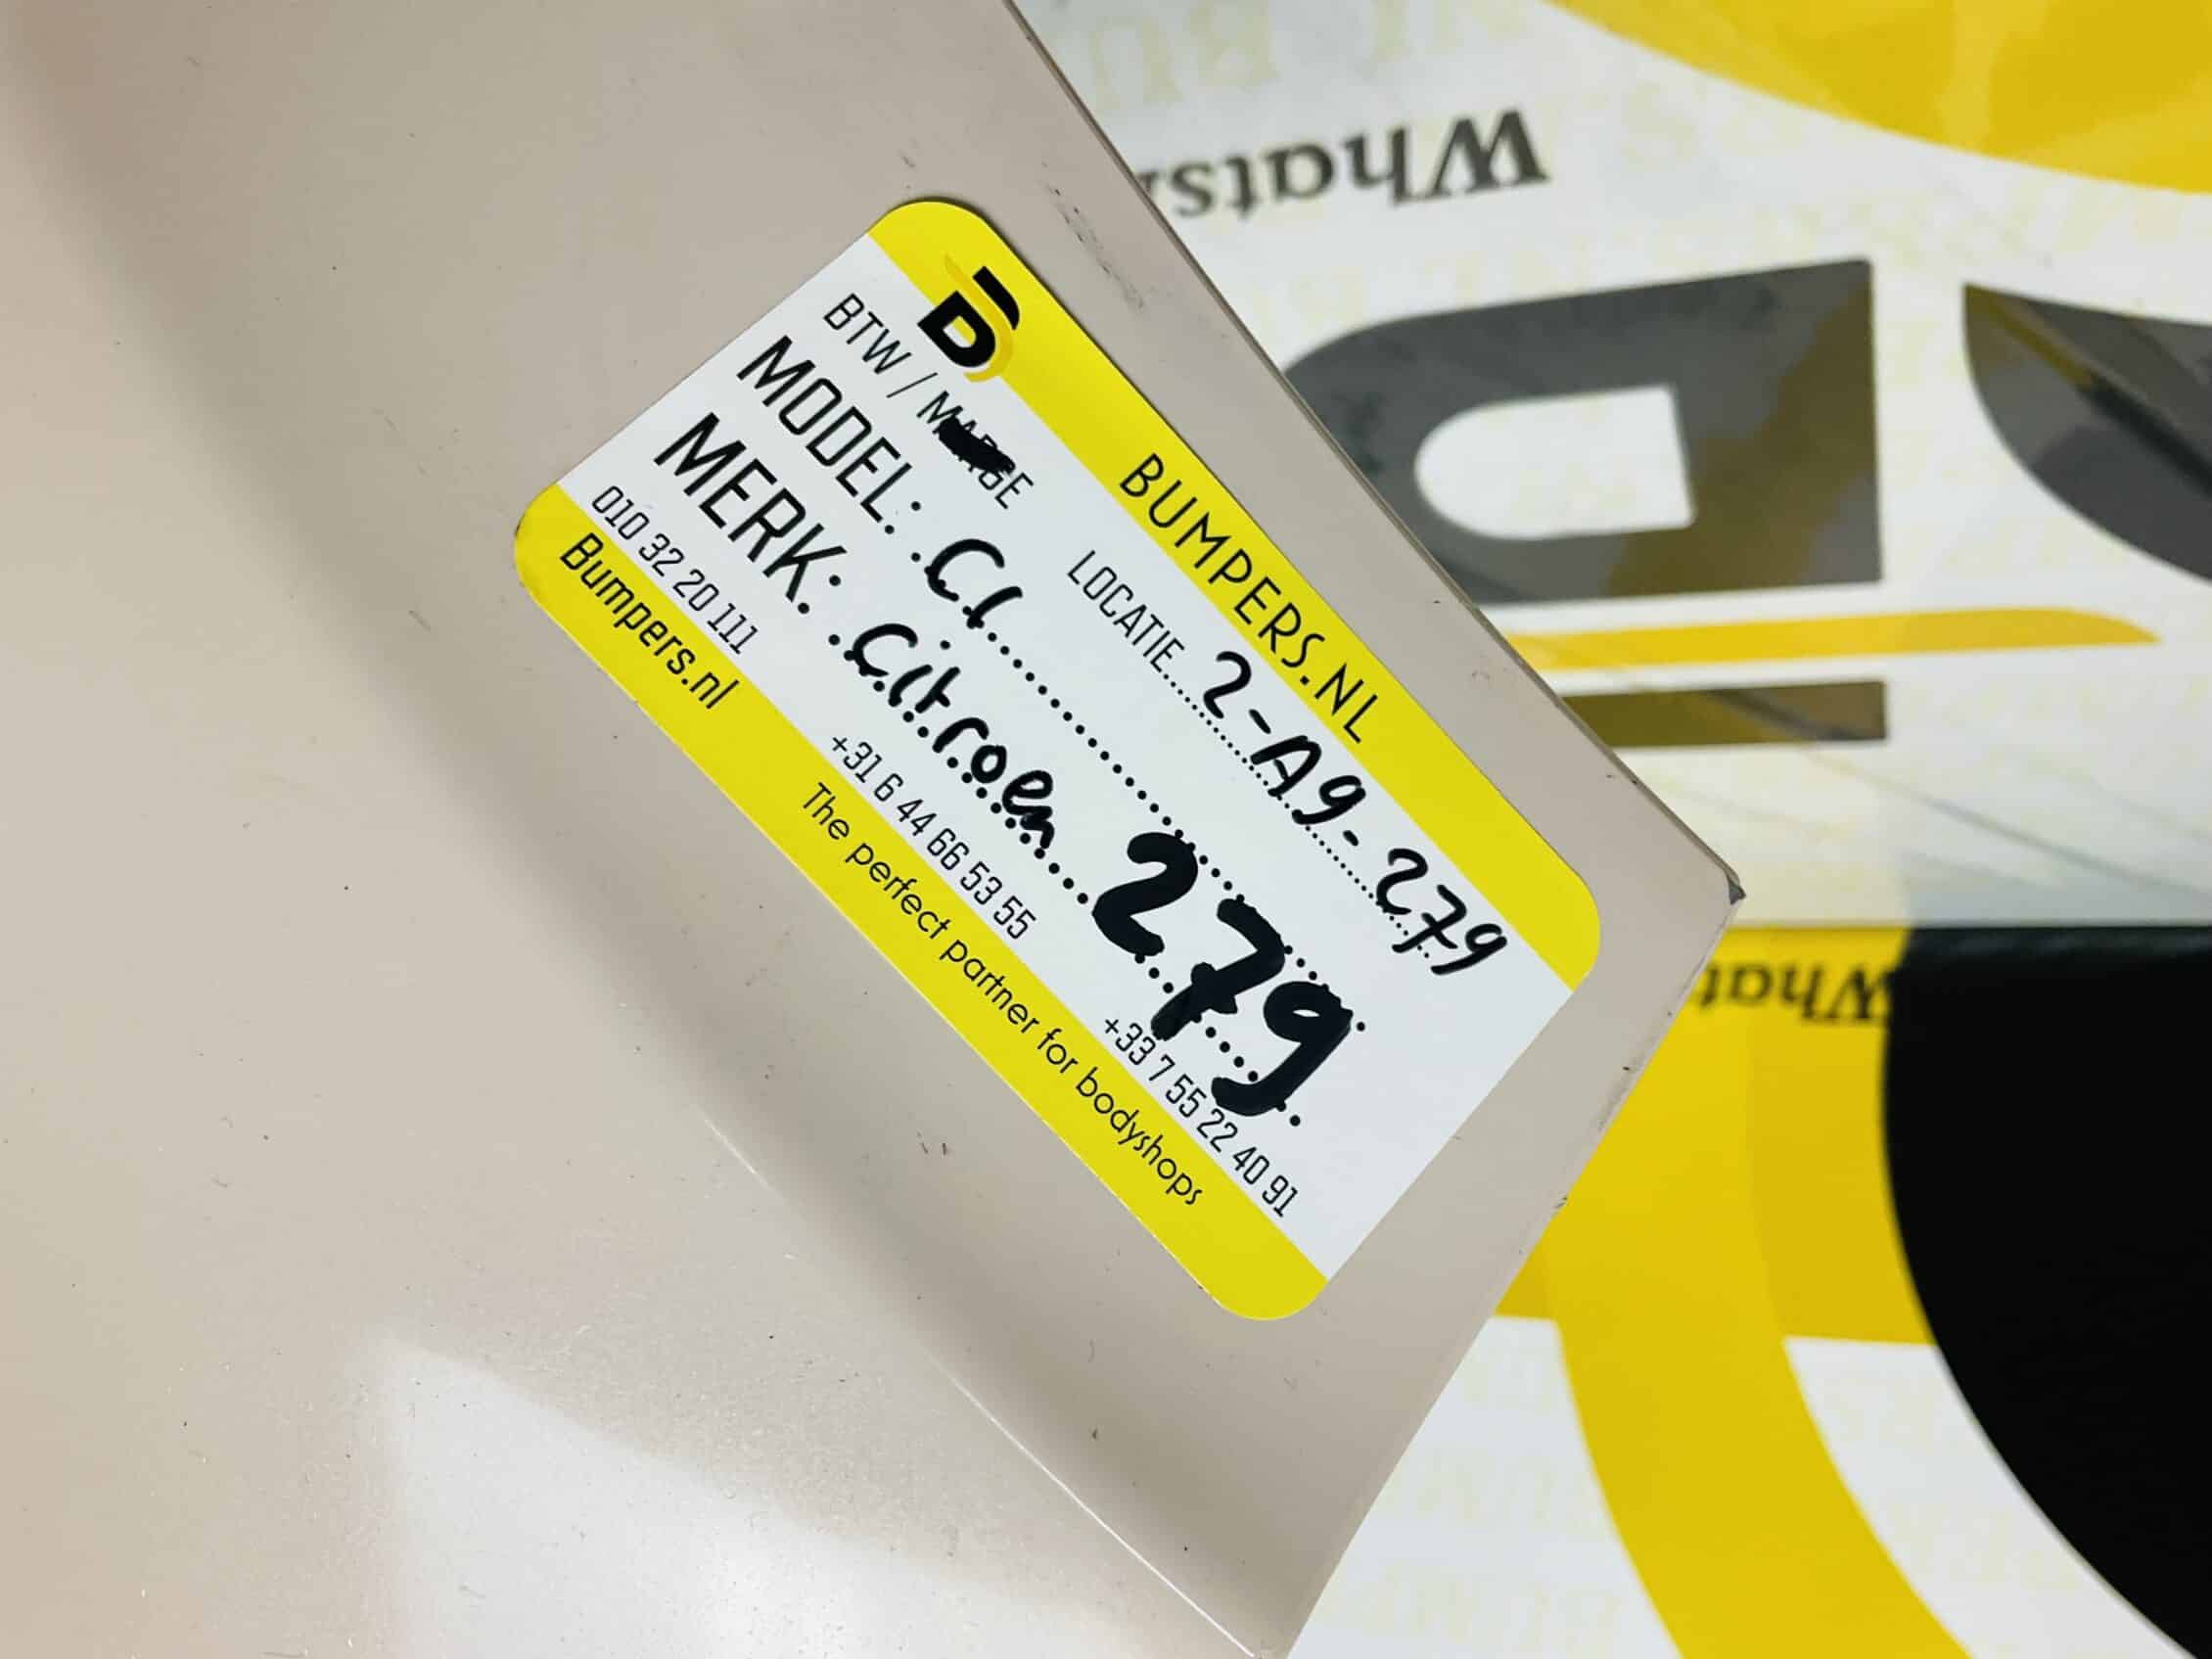 BUMPERS.NL
LOCATIE 2-A9-279
BTW / MARGE
MODEL: C1
MERK: Citroen 279
010 32 20 111 +31 6 44 66 53 55 +33 7 55 22 40 91
Bumpers.nl The perfect partner for bodyshops
Whats
What